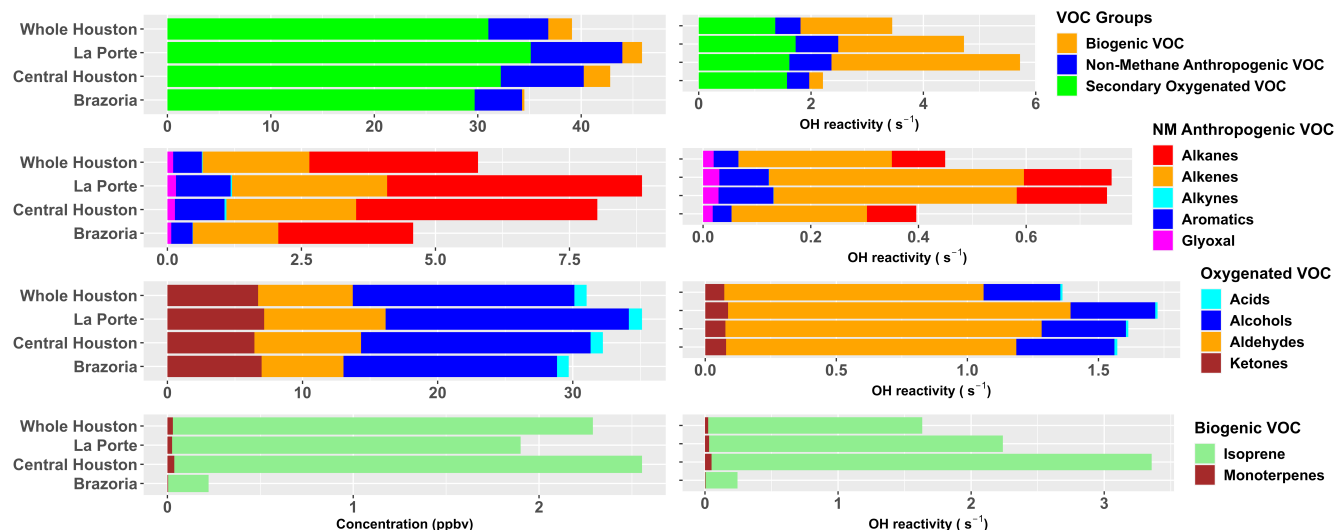 Whole Houston
La Porte
Central Houston
Brazoria
0 10 20 30 40
0 2 4 6
OH reactivity ( s⁻¹)
VOC Groups
Biogenic VOC
Non-Methane Anthropogenic VOC
Secondary Oxygenated VOC
Whole Houston
La Porte
Central Houston
Brazoria
0.0 2.5 5.0 7.5
0.0 0.2 0.4 0.6
OH reactivity ( s⁻¹)
NM Anthropogenic VOC
Alkanes
Alkenes
Alkynes
Aromatics
Glyoxal
Whole Houston
La Porte
Central Houston
Brazoria
0 10 20 30
0.0 0.5 1.0 1.5
OH reactivity ( s⁻¹)
Oxygenated VOC
Acids
Alcohols
Aldehydes
Ketones
Whole Houston
La Porte
Central Houston
Brazoria
0 1 2
Concentration (ppbv)
0 1 2 3
OH reactivity ( s⁻¹)
Biogenic VOC
Isoprene
Monoterpenes